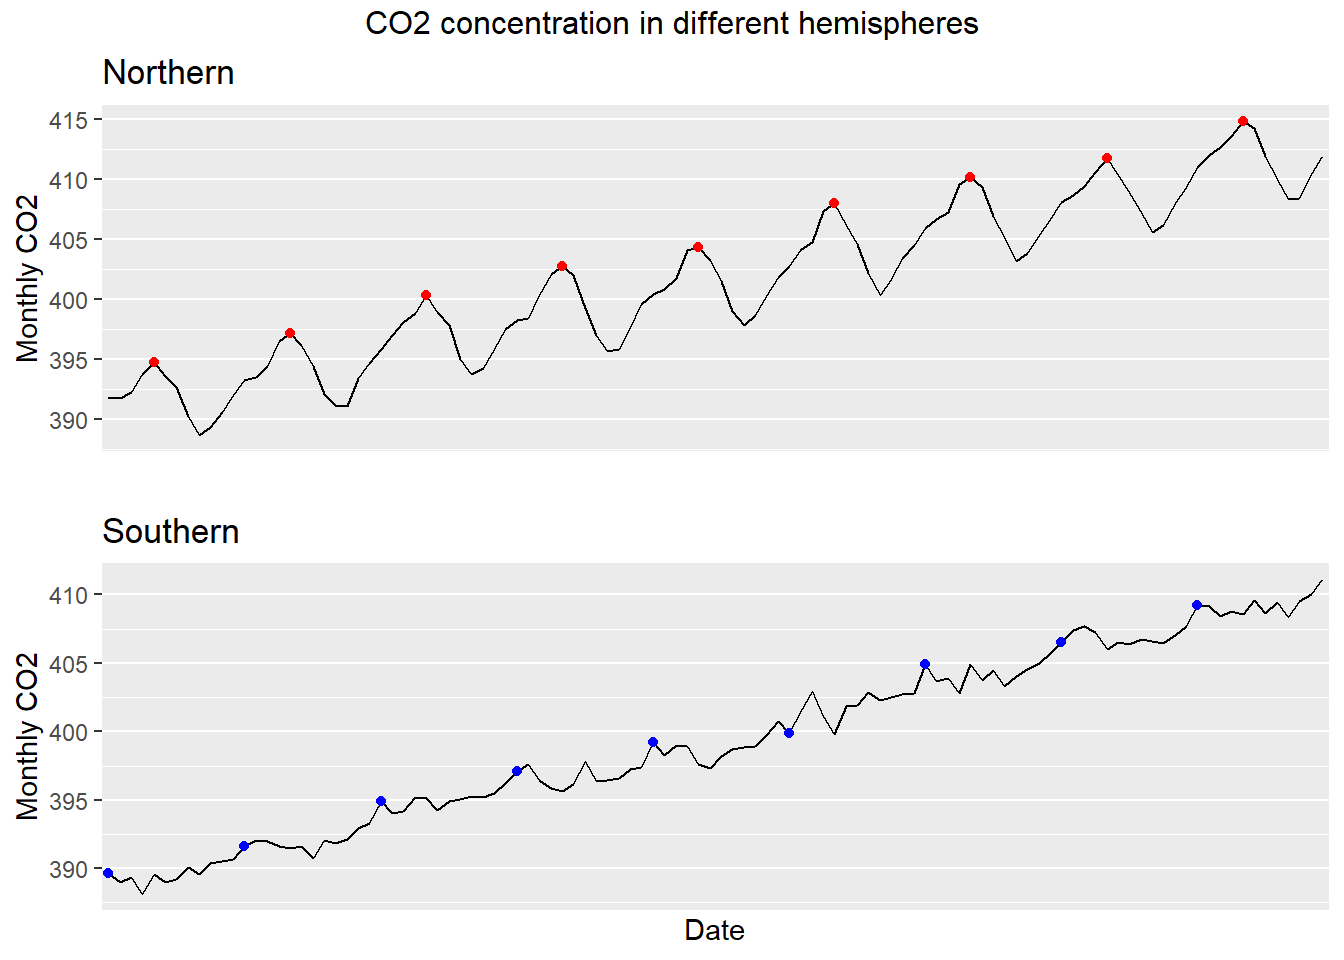 CO2 concentration in different hemispheres
Northern
415
410
405
400
395
390
Monthly CO2
Southern
410
405
400
395
390
Monthly CO2
Date